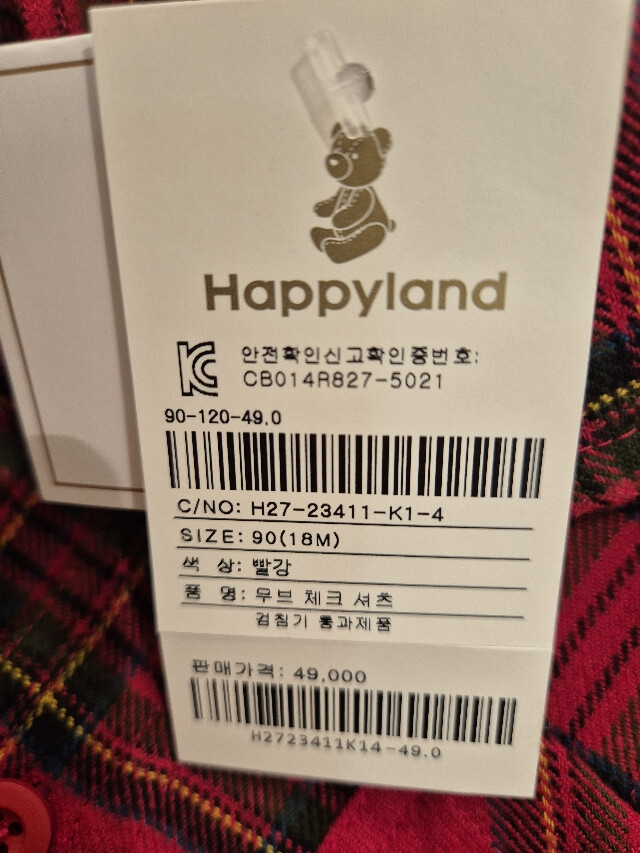 Happyland
안전확인신고확인증번호:
CB014R827-5021
90-120-49.0
C/NO: H27-23411-K1-4
SIZE: 90(18M)
색 상: 빨강
품 명: 무브 체크 셔츠
검침기 통과제품
판매가격: 49,000
H2723411K14-49.0